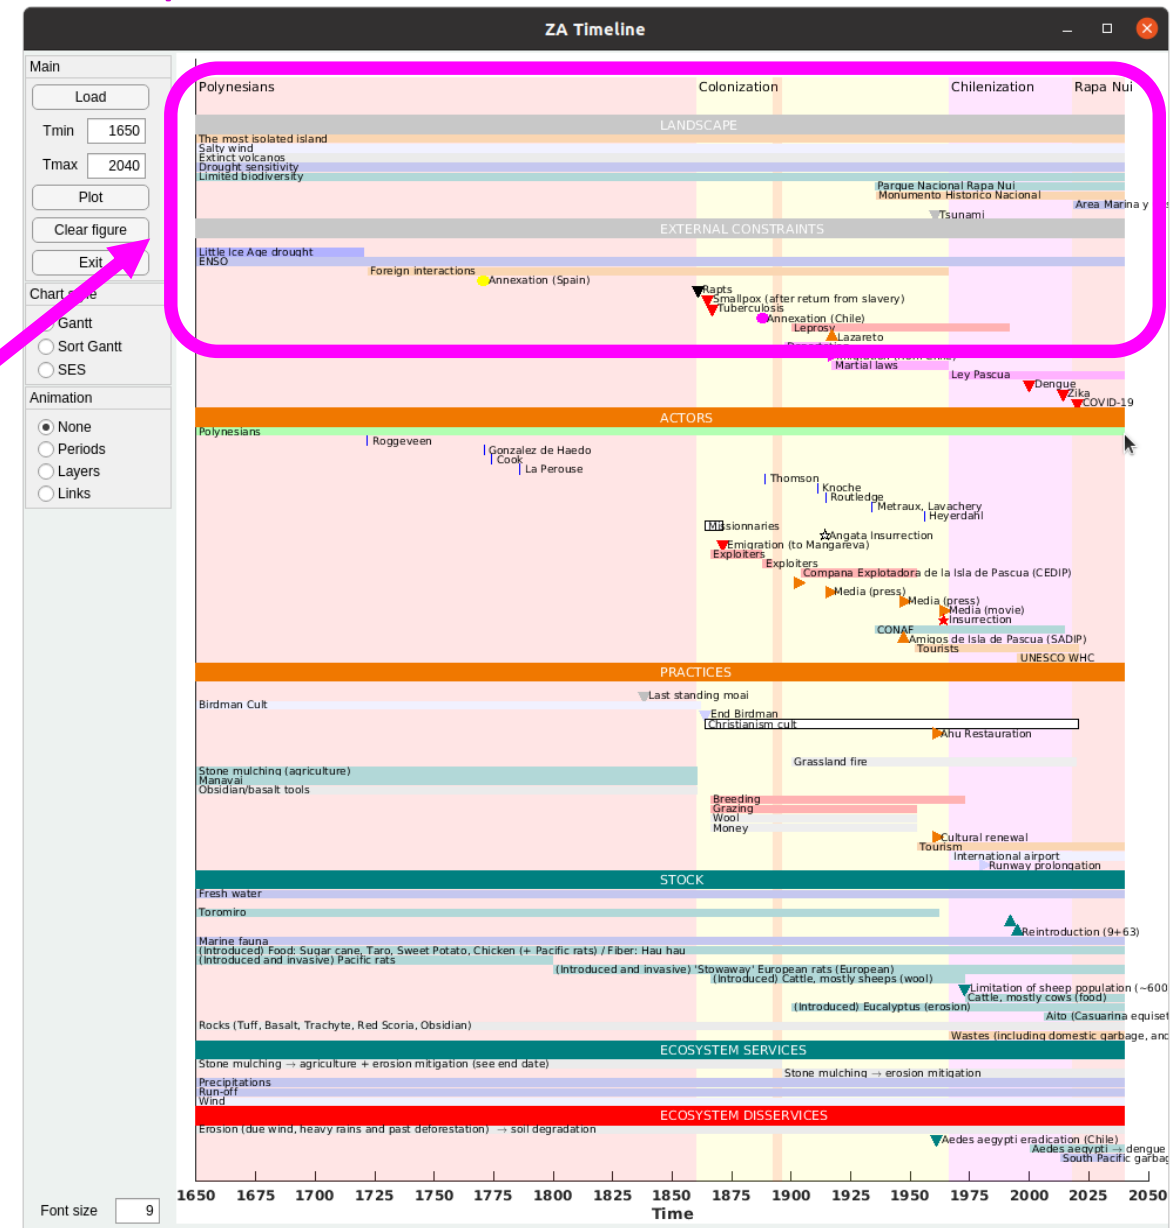 ZA Timeline
Main
Load
Tmin 1650
Tmax 2040
Plot
Clear figure
Exit
Gantt
Sort Gantt
SES
Animation
None
Periods
Layers
Links
Font size 9
Polynesians Colonization Chilenization Rapa Nui
LANDSCAPE
The most isolated island
Salty wind
Extinct volcanos
Drought sensitivity
Limited biodiversity
Parque Nacional Rapa Nui
Monumento Historico Nacional
Area Marina y
Tsunami
EXTERNAL CONSTRAINTS
Little Ice Age drought
ENSO
Foreign interactions
Annexation (Spain)
Rapts
Smallpox (after return from slavery)
Tuberculosis
Annexation (Chile)
Leprosy
Lazareto
Martial laws
Ley Pascua
Dengue
Zika
COVID-19
ACTORS
Polynesians
Roggeveen
Gonzalez de Haedo
Cook
La Perouse
Thomson
Knoche
Routledge
Metraux, Lavachery
Heyerdahl
Missionnaries
Angata Insurrection
Emigration (to Mangareva)
Exploiters
Exploiters
Compana Explotadora de la Isla de Pascua (CEDIP)
Media (press)
Media (press)
Media (movie)
Insurrection
CONAF
Amigos de Isla de Pascua (SADIP)
Tourists
UNESCO WHC
PRACTICES
Last standing moai
Birdman Cult
End Birdman
Christianism cult
Ahu Restauration
Grassland fire
Stone mulching (agriculture)
Manavai
Obsidian/basalt tools
Breeding
Grazing
Wool
Money
Cultural renewal
Tourism
International airport
Runway prolongation
STOCK
Fresh water
Toromiro
Reintroduction (9+63)
Marine fauna
(Introduced) Food: Sugar cane, Taro, Sweet Potato, Chicken (+ Pacific rats) / Fiber: Hau hau
(Introduced and invasive) Pacific rats
(Introduced and invasive) 'Stowaway' European rats (European)
(Introduced) Cattle, mostly sheeps (wool)
Limitation of sheep population (~600
Cattle, mostly cows (food)
(Introduced) Eucalyptus (erosion)
Aito (Casuarina equiset
Rocks (Tuff, Basalt, Trachyte, Red Scoria, Obsidian)
Wastes (including domestic garbage, and
ECOSYSTEM SERVICES
Stone mulching → agriculture + erosion mitigation (see end date)
Stone mulching → erosion mitigation
Precipitations
Run-off
Wind
ECOSYSTEM DISSERVICES
Erosion (due wind, heavy rains and past deforestation) → soil degradation
Aedes aegypti eradication (Chile)
Aedes aegypti → dengue
South Pacific garbag
1650 1675 1700 1725 1750 1775 1800 1825 1850 1875 1900 1925 1950 1975 2000 2025 2050
Time